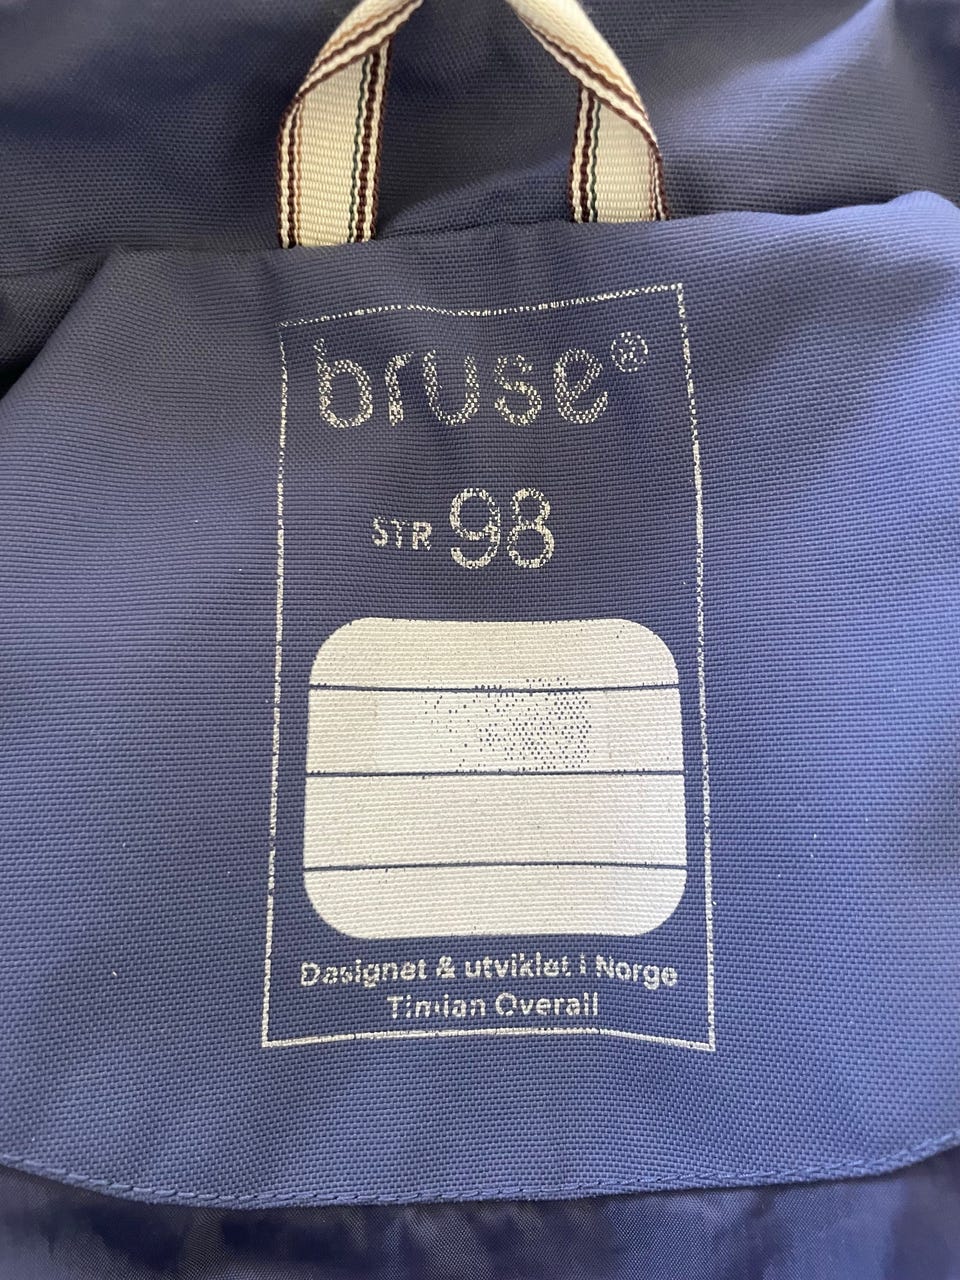 bruse®
STR 98
Designet & utviklet i Norge
Timian Overall